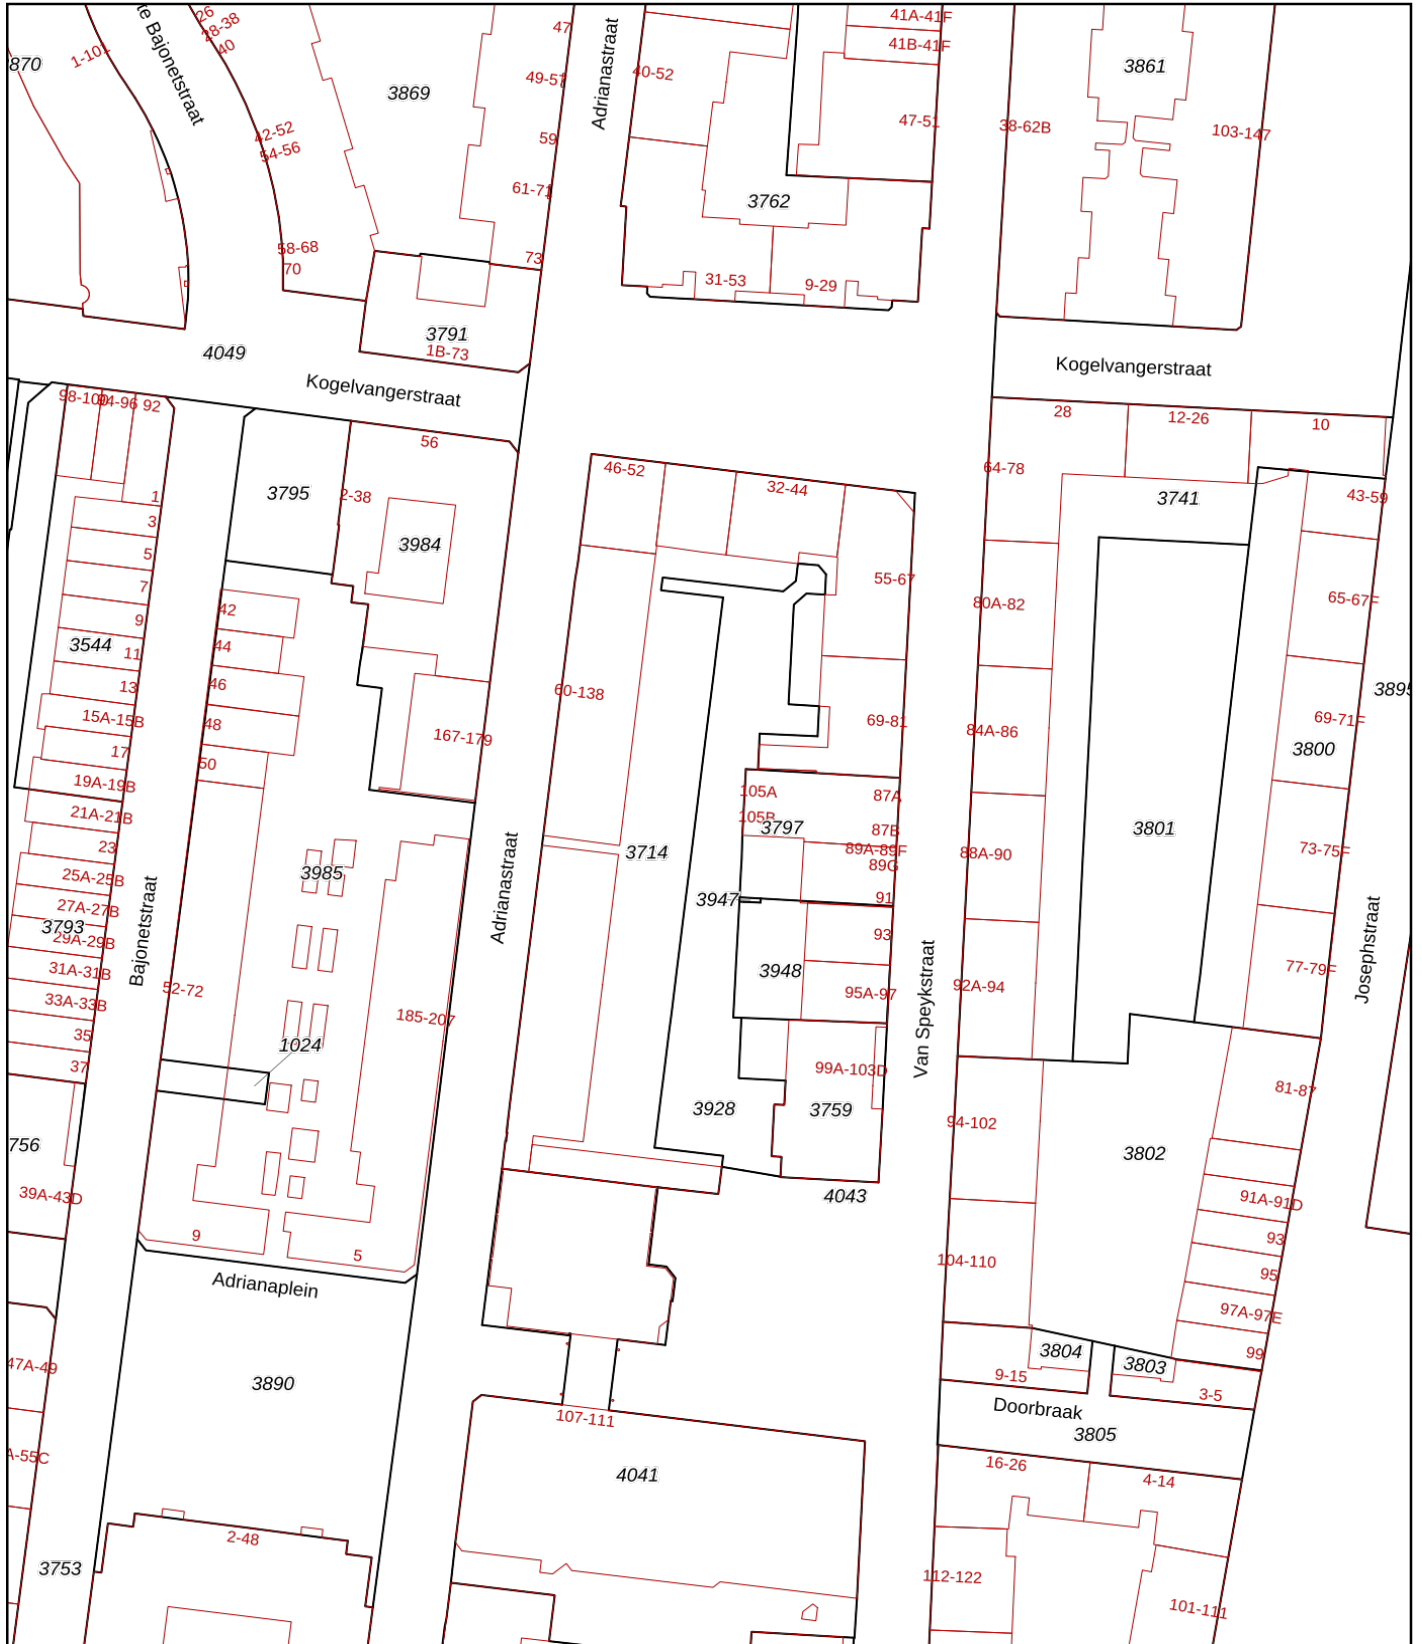 26
28-38
40
te Bajonetstraat
1-101
870
3869
47
49-57
Adrianastraat
40-52
41A-41F
41B-41F
47-51
3861
38-62B
103-147
42-52
54-56
59
61-71
3762
58-68
70
73
31-53
9-29
3791
1B-73
4049
Kogelvangerstraat
Kogelvangerstraat
98-100
94-96
92
56
28
12-26
10
3795
2-38
3984
46-52
32-44
64-78
3741
43-59
1
3
5
7
9
11
13
15A-15B
17
19A-19B
21A-21B
23
25A-25B
27A-27B
29A-29B
31A-31B
33A-33B
35
37
3544
3793
42
44
46
48
50
55-67
80A-82
65-67F
60-138
69-81
84A-86
69-71F
3895
3800
167-179
105A
105B
3797
87A
87B
89A-89F
89G
91
3801
88A-90
73-75F
3985
3714
Adrianastraat
3947
93
Bajonetstraat
52-72
3948
95A-97
Van Speykstraat
92A-94
77-79F
Josephstraat
185-207
1024
99A-103D
3928
3759
94-102
81-87
756
3802
39A-43D
4043
91A-91D
93
95
97A-97E
99
9
5
Adrianaplein
104-110
47A-49
3890
3804
3803
9-15
3-5
Doorbraak
3805
107-111
4041
A-55C
16-26
4-14
2-48
3753
112-122
101-111